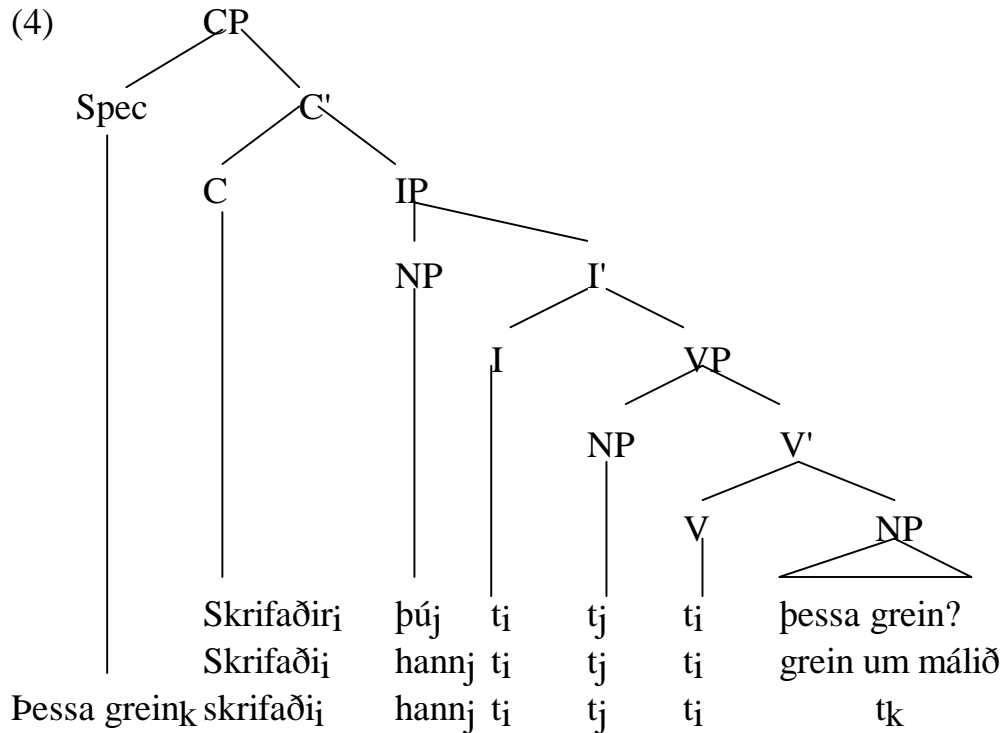 (4) CP
Spec C'
C IP
NP I'
I VP
NP V'
V NP
Skrifaðiri þúj ti tj ti þessa grein?
Skrifaðii hannj ti tj ti grein um málið
Þessa greink skrifaðii hannj ti tj ti tk